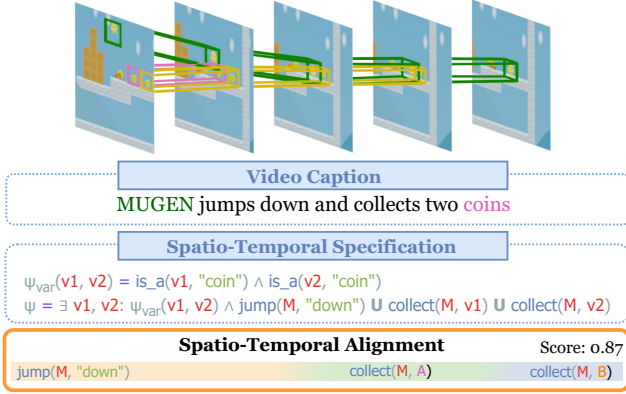 Video Caption
MUGEN jumps down and collects two coins
Spatio-Temporal Specification
ψvar(v1, v2) = is_a(v1, "coin") ∧ is_a(v2, "coin")
ψ = ∃ v1, v2: ψvar(v1, v2) ∧ jump(M, "down") U collect(M, v1) U collect(M, v2)
Spatio-Temporal Alignment
Score: 0.87
jump(M, "down") collect(M, A) collect(M, B)